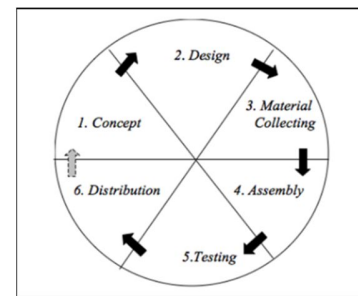 1. Concept
2. Design
3. Material
Collecting
4. Assembly
5.Testing
6. Distribution